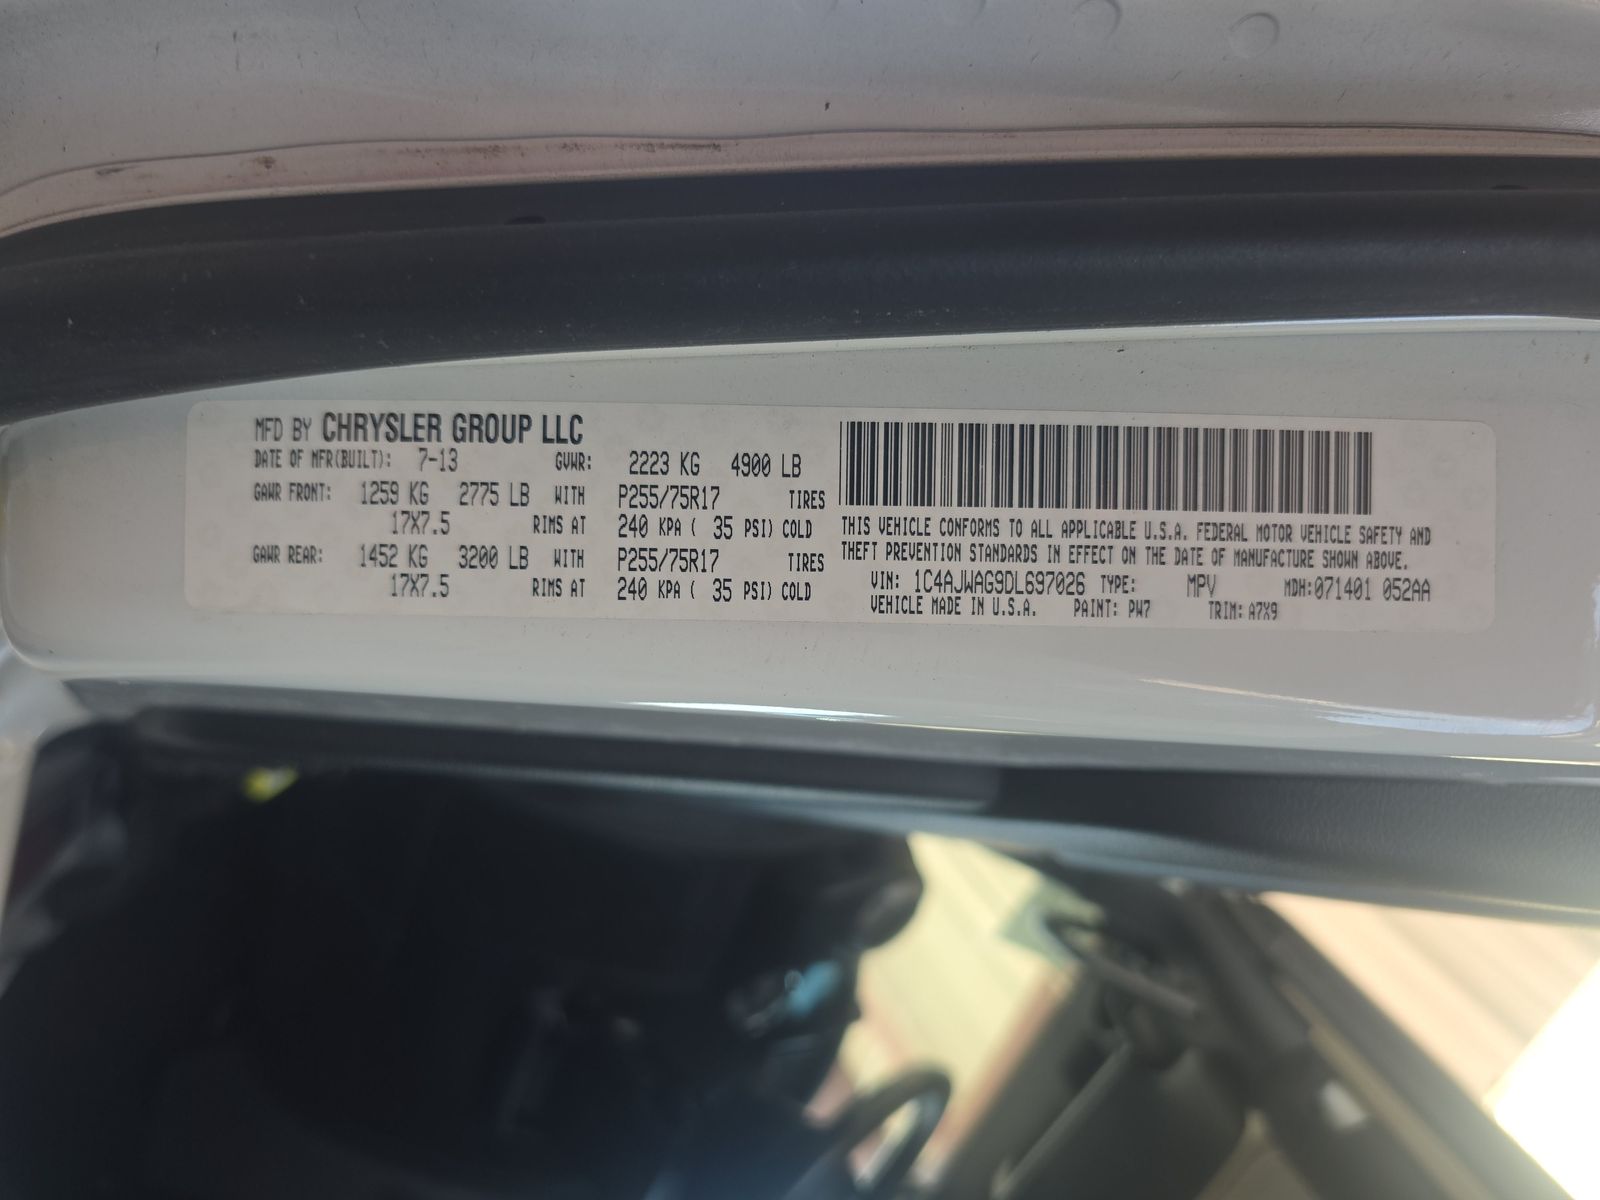 MFD BY CHRYSLER GROUP LLC
DATE OF MFR(BUILT): 7-13 GVWR: 2223 KG 4900 LB
GAWR FRONT: 1259 KG 2775 LB WITH P255/75R17 TIRES
17X7.5 RIMS AT 240 KPA ( 35 PSI) COLD
GAWR REAR: 1452 KG 3200 LB WITH P255/75R17 TIRES
17X7.5 RIMS AT 240 KPA ( 35 PSI) COLD
THIS VEHICLE CONFORMS TO ALL APPLICABLE U.S.A. FEDERAL MOTOR VEHICLE SAFETY AND
THEFT PREVENTION STANDARDS IN EFFECT ON THE DATE OF MANUFACTURE SHOWN ABOVE.
VIN: 1C4AJWAG9DL697026 TYPE: MPV MDH:071401 052AA
VEHICLE MADE IN U.S.A. PAINT: PW7 TRIM: A7X9